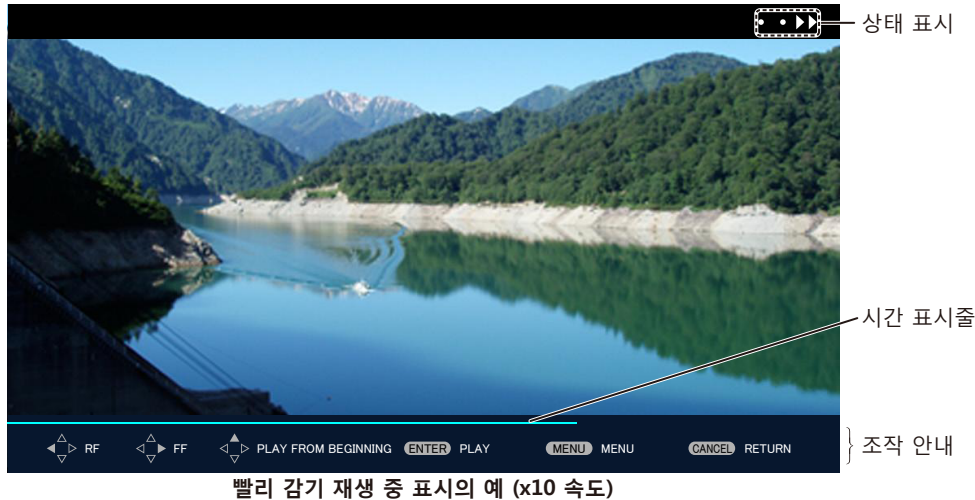 상태 표시
시간 표시줄
RF FF PLAY FROM BEGINNING ENTER PLAY MENU MENU CANCEL RETURN
조작 안내
빨리 감기 재생 중 표시의 예 (x10 속도)